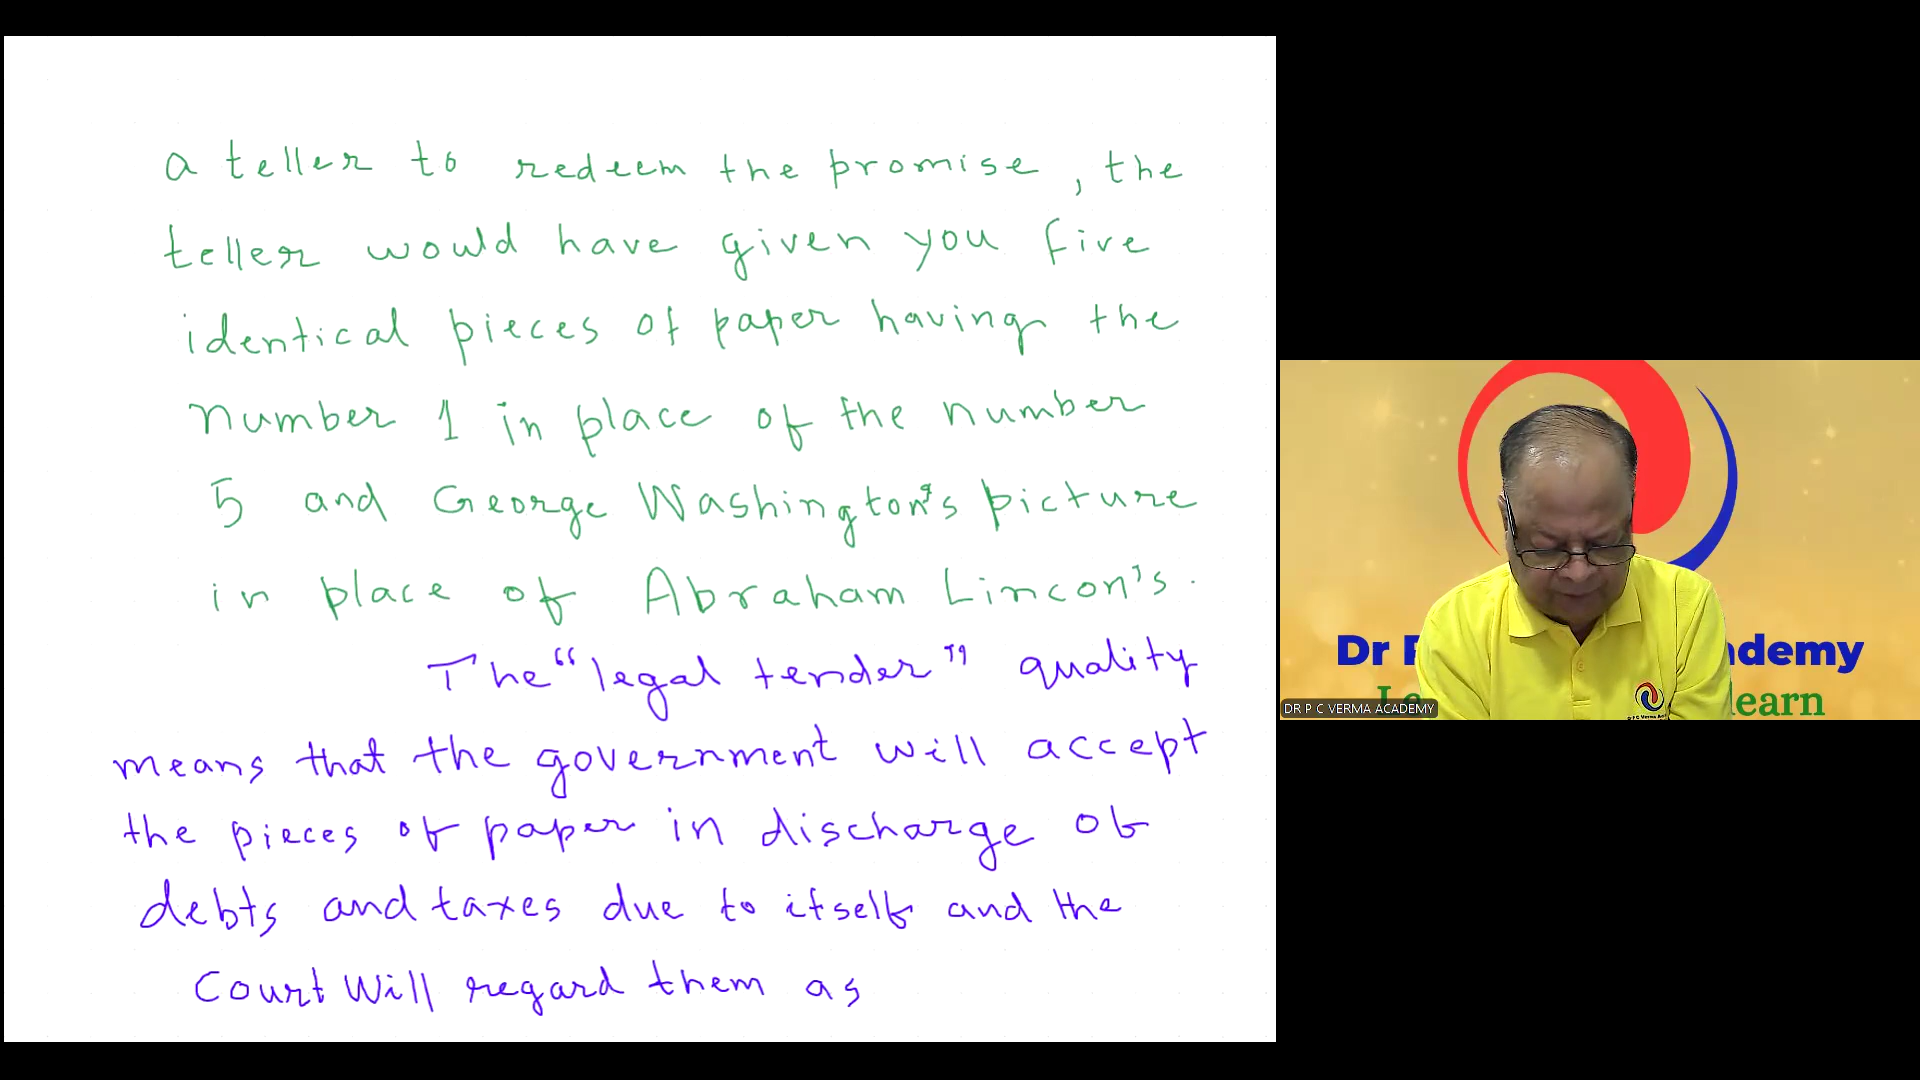 a teller to redeem the promise, the
teller would have given you five
identical pieces of paper having the
number 1 in place of the number
5 and George Washington's picture
in place of Abraham Lincon's.
The "legal tender" quality
means that the government will accept
the pieces of paper in discharge of
debts and taxes due to itself and the
Court Will regard them as
Dr P demy
Le learn
DR P C VERMA ACADEMY